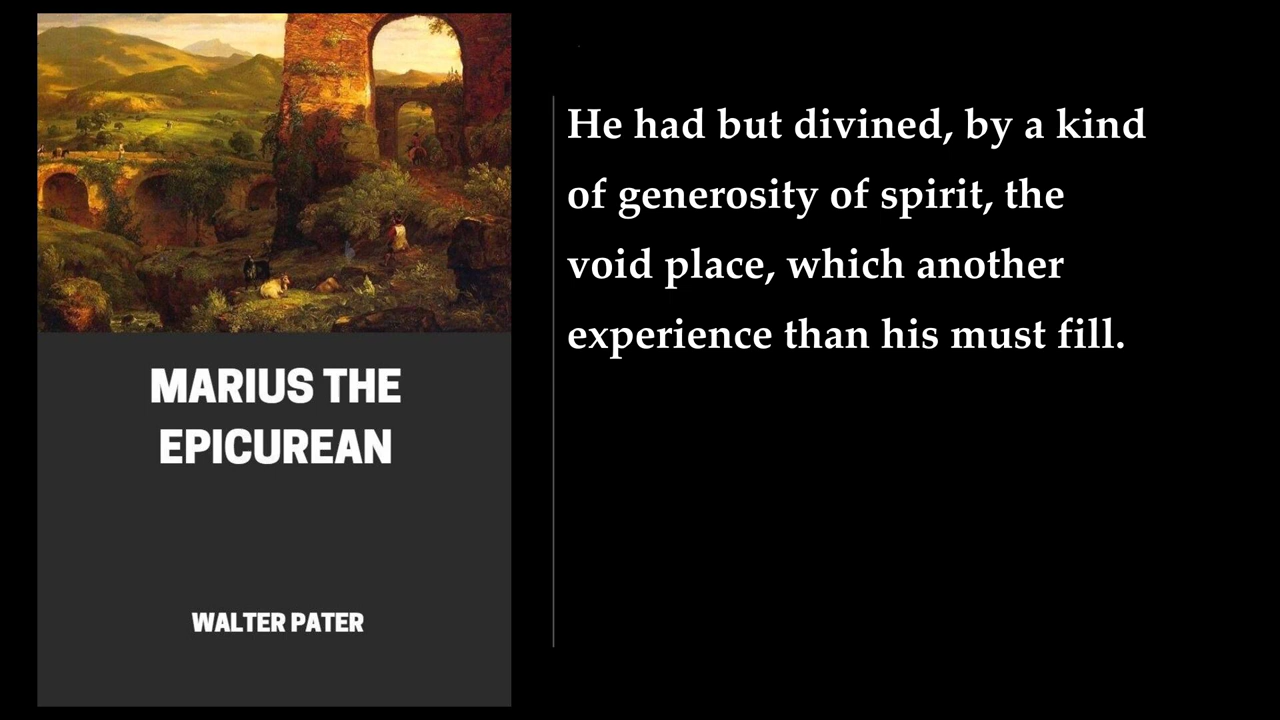 MARIUS THE
EPICUREAN
WALTER PATER
He had but divined, by a kind
of generosity of spirit, the
void place, which another
experience than his must fill.